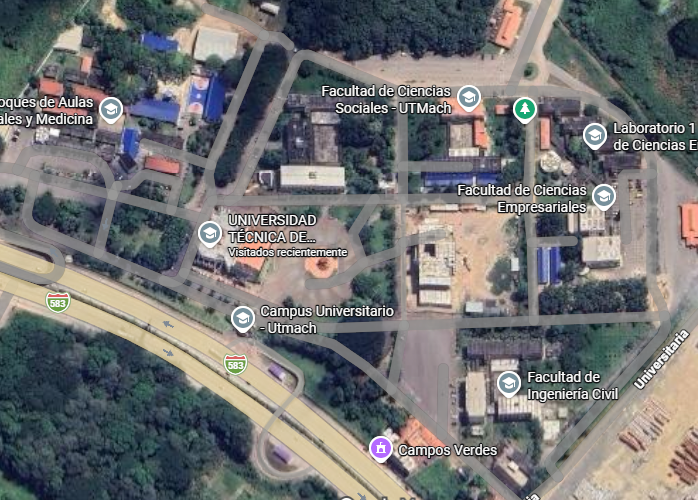 oques de Aulas
ales y Medicina
Facultad de Ciencias
Sociales - UTMach
Laboratorio 1
de Ciencias E
Facultad de Ciencias
Empresariales
UNIVERSIDAD
TÉCNICA DE...
Visitados recientemente
Campus Universitario
- Utmach
583
583
Facultad de
Ingeniería Civil
Universitaria
Campos Verdes